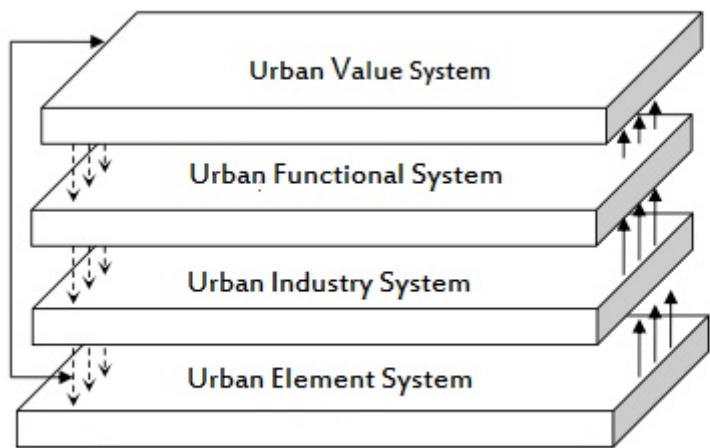 Urban Value System
Urban Functional System
Urban Industry System
Urban Element System